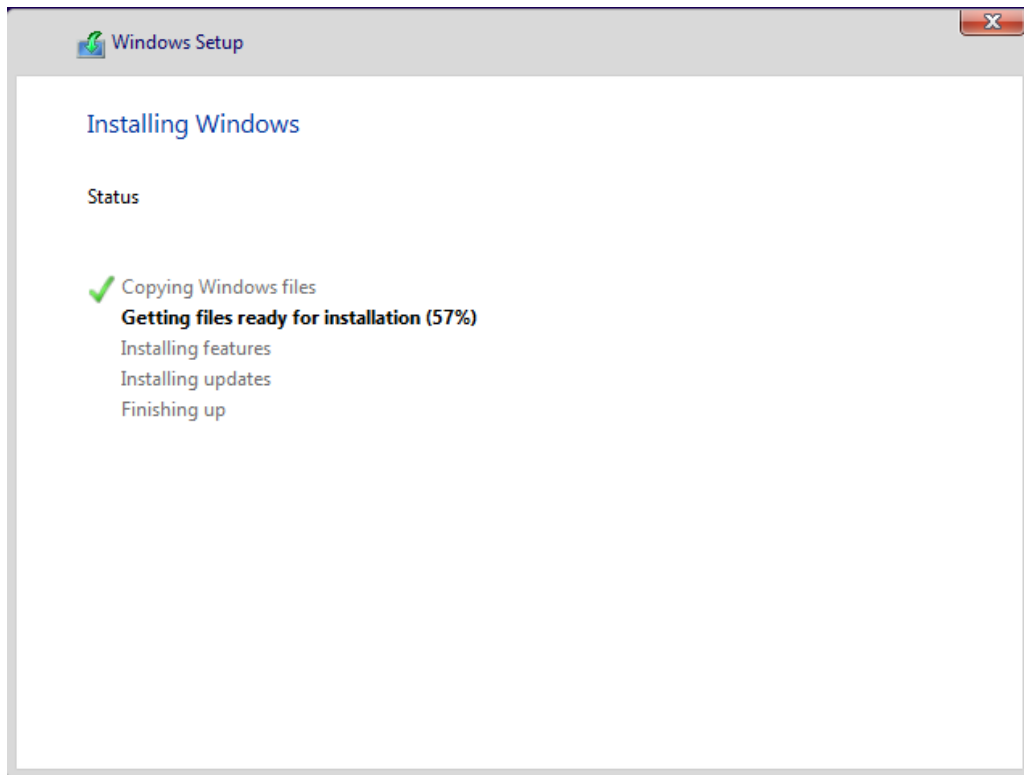 Windows Setup
Installing Windows
Status
Copying Windows files
Getting files ready for installation (57%)
Installing features
Installing updates
Finishing up